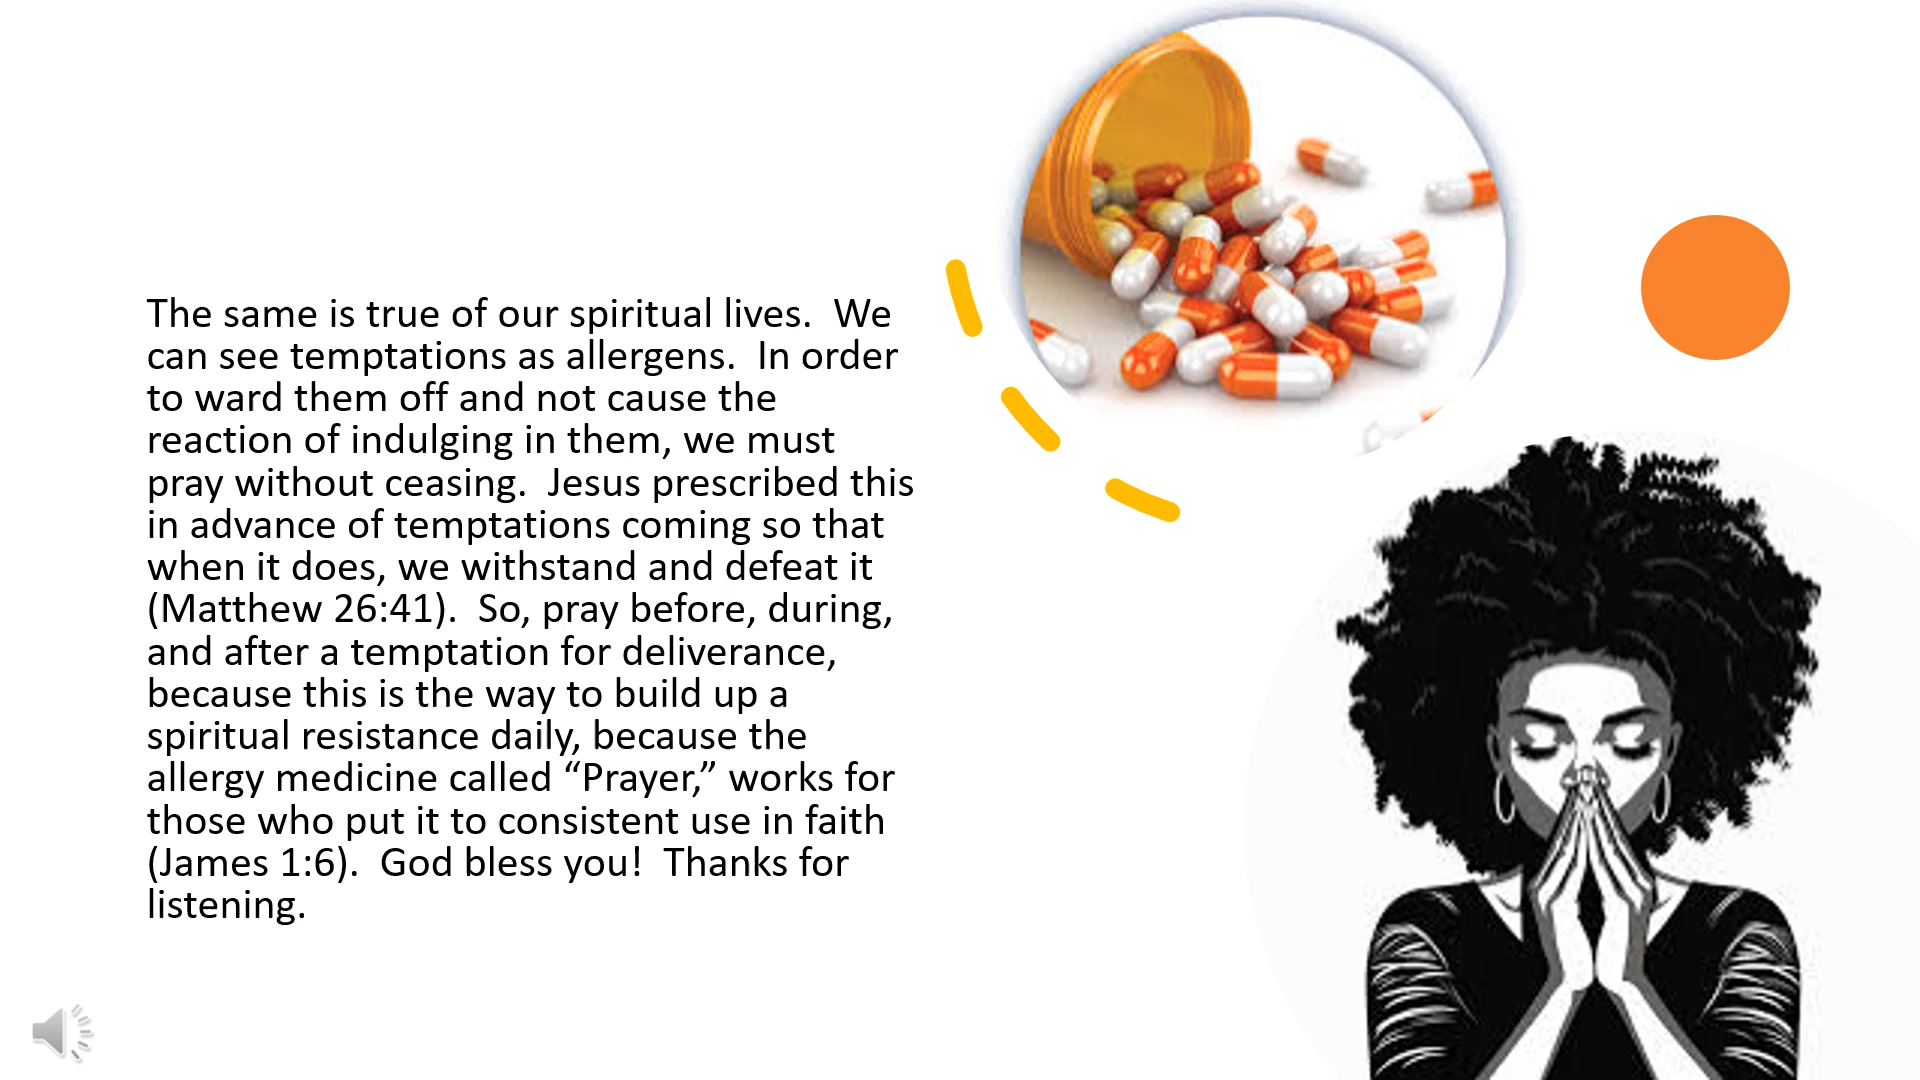 The same is true of our spiritual lives.  We
can see temptations as allergens.  In order
to ward them off and not cause the
reaction of indulging in them, we must
pray without ceasing.  Jesus prescribed this
in advance of temptations coming so that
when it does, we withstand and defeat it
(Matthew 26:41).  So, pray before, during,
and after a temptation for deliverance,
because this is the way to build up a
spiritual resistance daily, because the
allergy medicine called “Prayer,” works for
those who put it to consistent use in faith
(James 1:6).  God bless you!  Thanks for
listening.